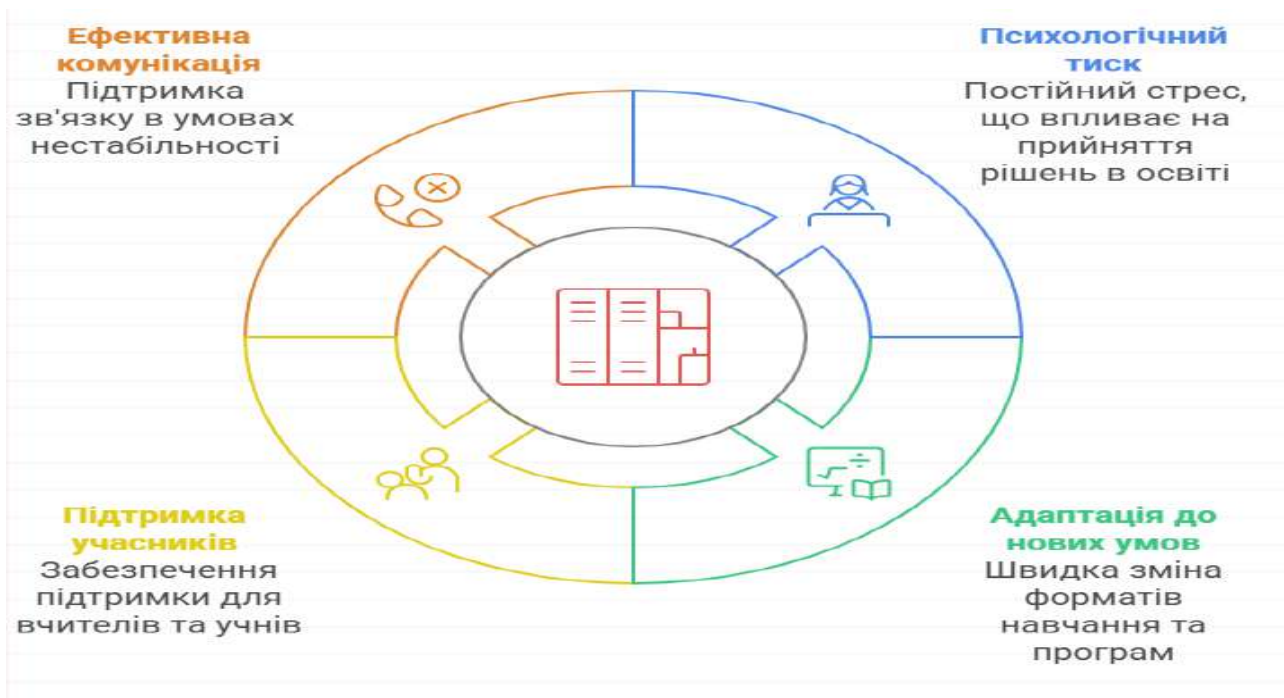 Ефективна
комунікація
Підтримка
зв'язку в умовах
нестабільності
Психологічний
тиск
Постійний стрес,
що впливає на
прийняття
рішень в освіті
Підтримка
учасників
Забезпечення
підтримки для
вчителів та учнів
Адаптація до
нових умов
Швидка зміна
форматів
навчання та
програм